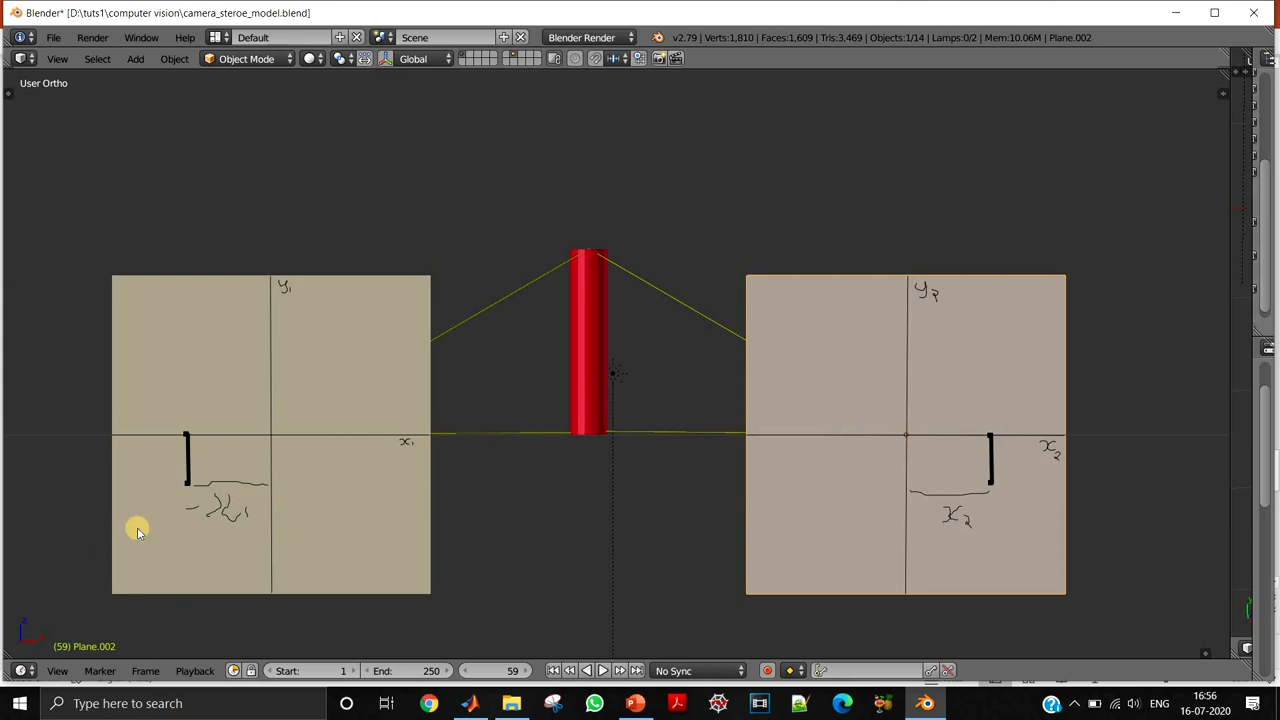 Blender* [D:\tuts1\computer vision\camera_steroe_model.blend]
File Render Window Help Default Scene Blender Render v2.79 | Verts:1,810 | Faces:1,609 | Tris:3,469 | Objects:1/14 | Lamps:0/2 | Mem:10.06M | Plane.002
View Select Add Object Object Mode Global
User Ortho
y1
y2
x1
x2
-x1
x2
(59) Plane.002
View Marker Frame Playback Start: 1 End: 250 59 No Sync
Type here to search
ENG
16:56
16-07-2020